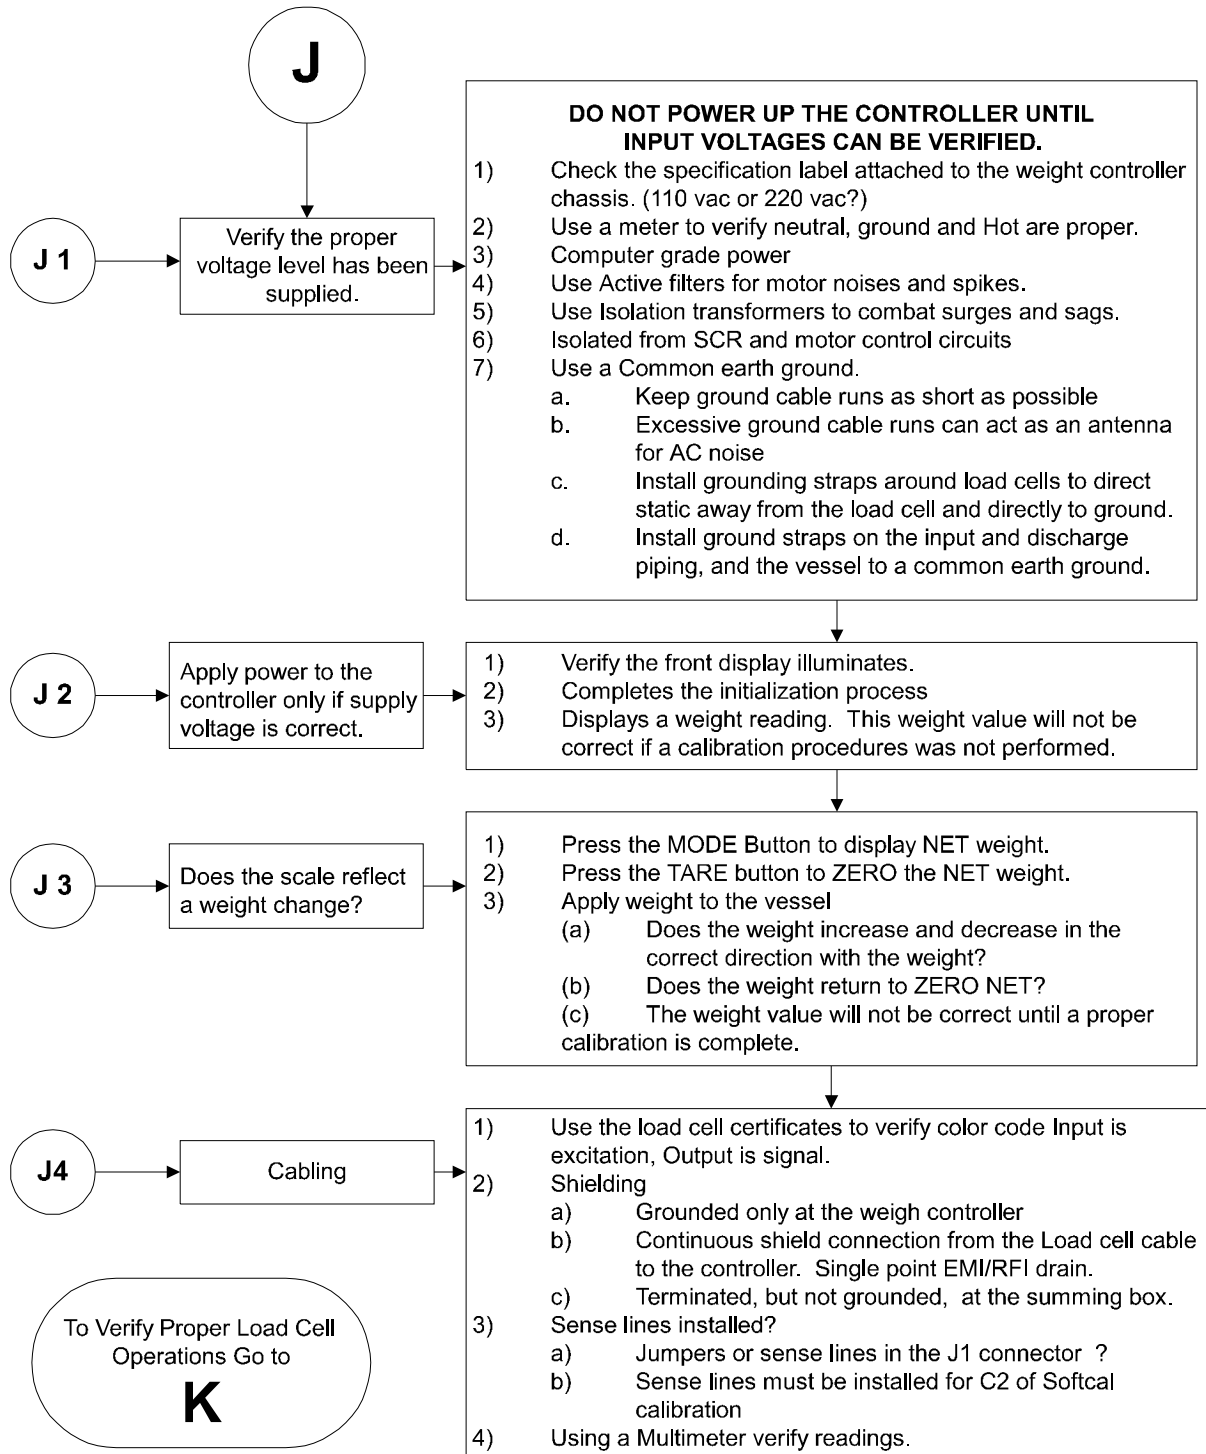 J
DO NOT POWER UP THE CONTROLLER UNTIL
INPUT VOLTAGES CAN BE VERIFIED.
1) Check the specification label attached to the weight controller
chassis. (110 vac or 220 vac?)
2) Use a meter to verify neutral, ground and Hot are proper.
3) Computer grade power
4) Use Active filters for motor noises and spikes.
5) Use Isolation transformers to combat surges and sags.
6) Isolated from SCR and motor control circuits
7) Use a Common earth ground.
a. Keep ground cable runs as short as possible
b. Excessive ground cable runs can act as an antenna
for AC noise
c. Install grounding straps around load cells to direct
static away from the load cell and directly to ground.
d. Install ground straps on the input and discharge
piping, and the vessel to a common earth ground.
J 1
Verify the proper
voltage level has been
supplied.
J 2
Apply power to the
controller only if supply
voltage is correct.
1) Verify the front display illuminates.
2) Completes the initialization process
3) Displays a weight reading. This weight value will not be
correct if a calibration procedures was not performed.
J 3
Does the scale reflect
a weight change?
1) Press the MODE Button to display NET weight.
2) Press the TARE button to ZERO the NET weight.
3) Apply weight to the vessel
(a) Does the weight increase and decrease in the
correct direction with the weight?
(b) Does the weight return to ZERO NET?
(c) The weight value will not be correct until a proper
calibration is complete.
J4
Cabling
1) Use the load cell certificates to verify color code Input is
excitation, Output is signal.
2) Shielding
a) Grounded only at the weigh controller
b) Continuous shield connection from the Load cell cable
to the controller. Single point EMI/RFI drain.
c) Terminated, but not grounded, at the summing box.
3) Sense lines installed?
a) Jumpers or sense lines in the J1 connector ?
b) Sense lines must be installed for C2 of Softcal
calibration
4) Using a Multimeter verify readings.
To Verify Proper Load Cell
Operations Go to
K